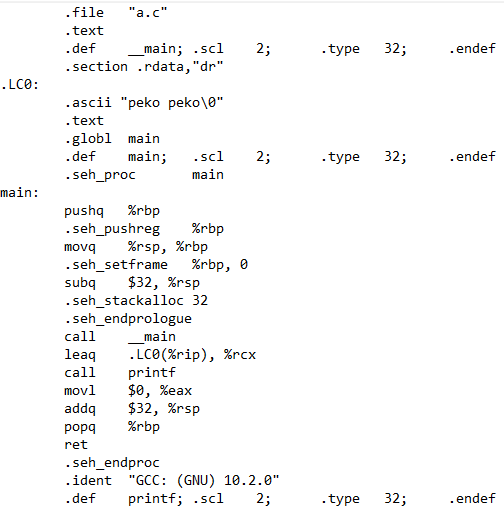 .file	"a.c"
.text
.def	__main;	.scl	2;	.type	32;	.endef
.section .rdata,"dr"
.LC0:
.ascii "peko peko\0"
.text
.globl	main
.def	main;	.scl	2;	.type	32;	.endef
.seh_proc	main
main:
pushq	%rbp
.seh_pushreg	%rbp
movq	%rsp, %rbp
.seh_setframe	%rbp, 0
subq	$32, %rsp
.seh_stackalloc	32
.seh_endprologue
call	__main
leaq	.LC0(%rip), %rcx
call	printf
movl	$0, %eax
addq	$32, %rsp
popq	%rbp
ret
.seh_endproc
.ident	"GCC: (GNU) 10.2.0"
.def	printf;	.scl	2;	.type	32;	.endef